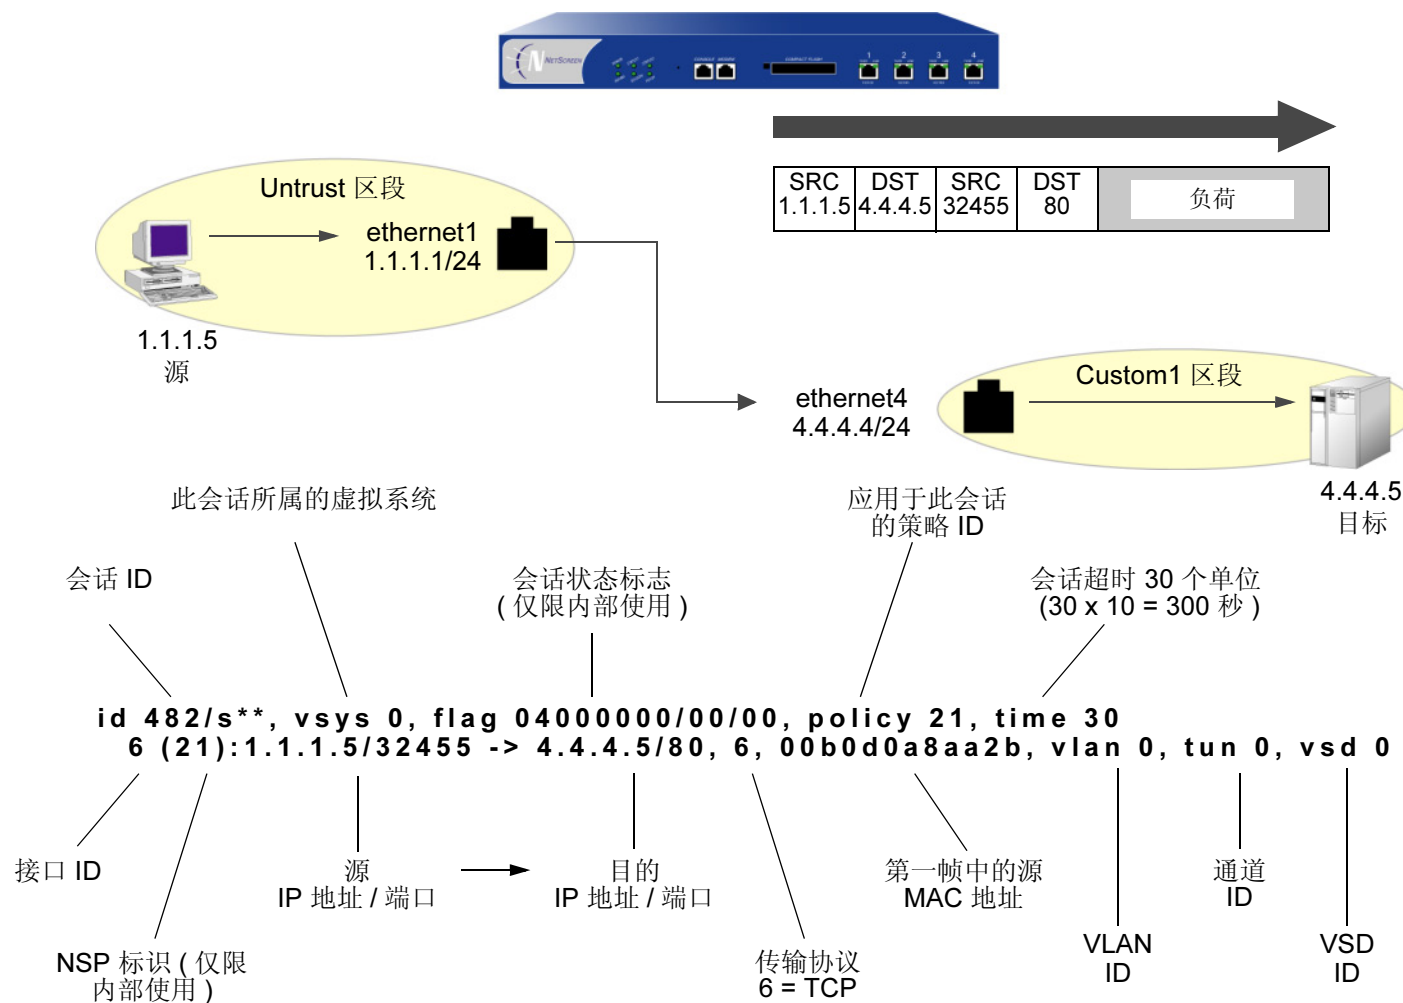 NETSCREEN
CONSOLE MODEM
COMPACT FLASH
1 2 3 4
Untrust 区段
ethernet1
1.1.1.1/24
1.1.1.5
源
SRC
1.1.1.5
DST
4.4.4.5
SRC
32455
DST
80
负荷
ethernet4
4.4.4.4/24
Custom1 区段
4.4.4.5
目标
此会话所属的虚拟系统
应用于此会话
的策略 ID
会话 ID
会话状态标志
( 仅限内部使用 )
会话超时 30 个单位
(30 x 10 = 300 秒 )
id 482/s**, vsys 0, flag 04000000/00/00, policy 21, time 30
6 (21):1.1.1.5/32455 -> 4.4.4.5/80, 6, 00b0d0a8aa2b, vlan 0, tun 0, vsd 0
接口 ID
源
IP 地址 / 端口
目的
IP 地址 / 端口
第一帧中的源
MAC 地址
通道
ID
NSP 标识 ( 仅限
内部使用 )
传输协议
6 = TCP
VLAN
ID
VSD
ID